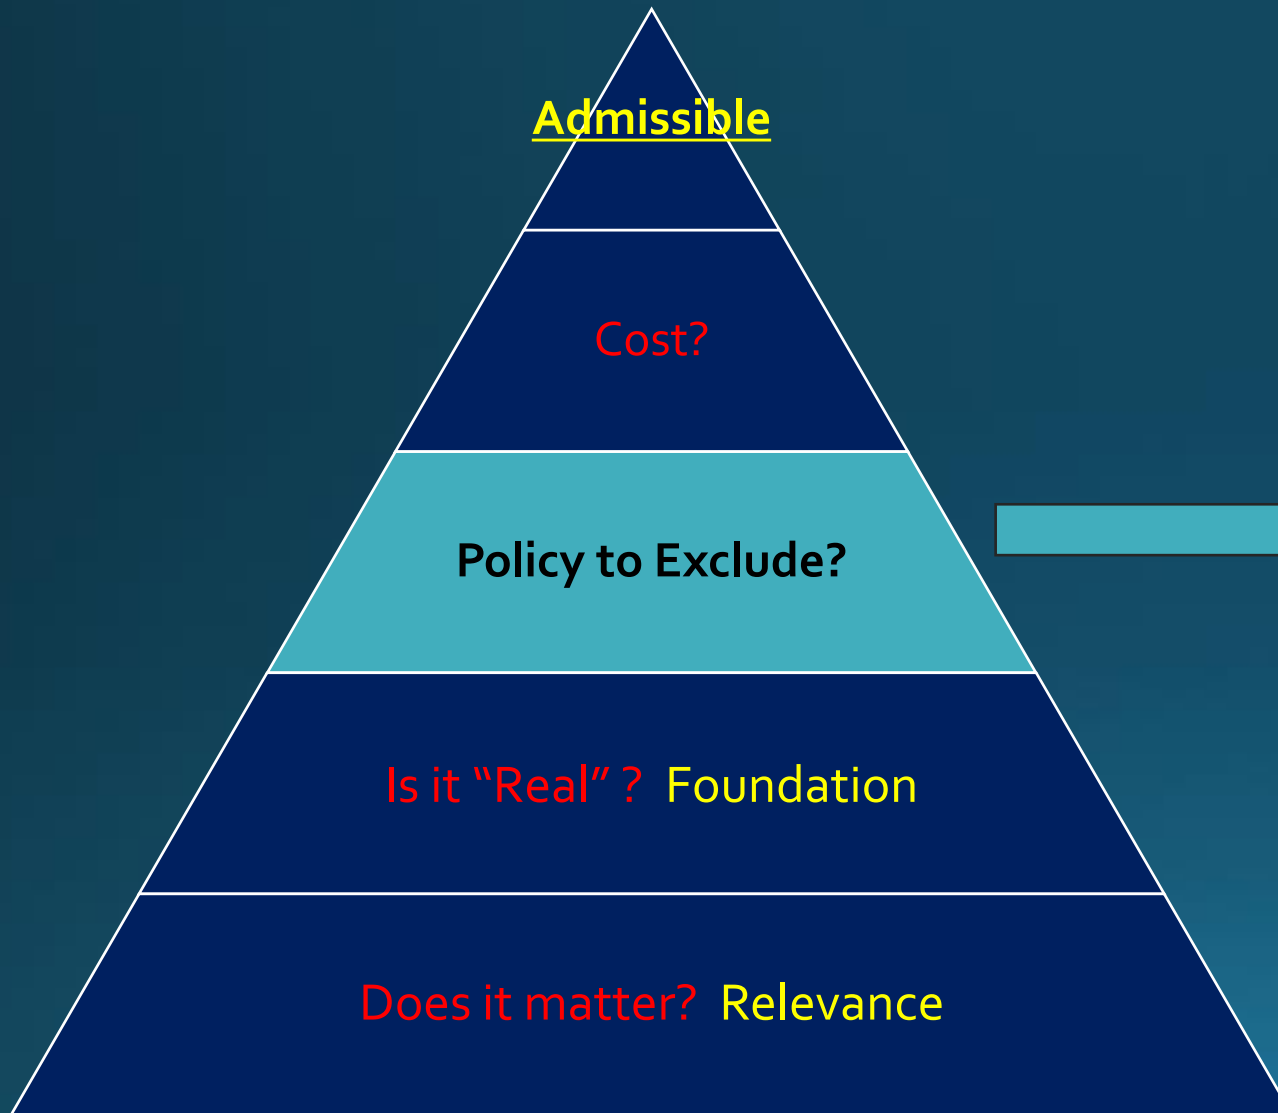 Admissible
Cost?
Policy to Exclude?
Is it “Real” ? Foundation
Does it matter? Relevance